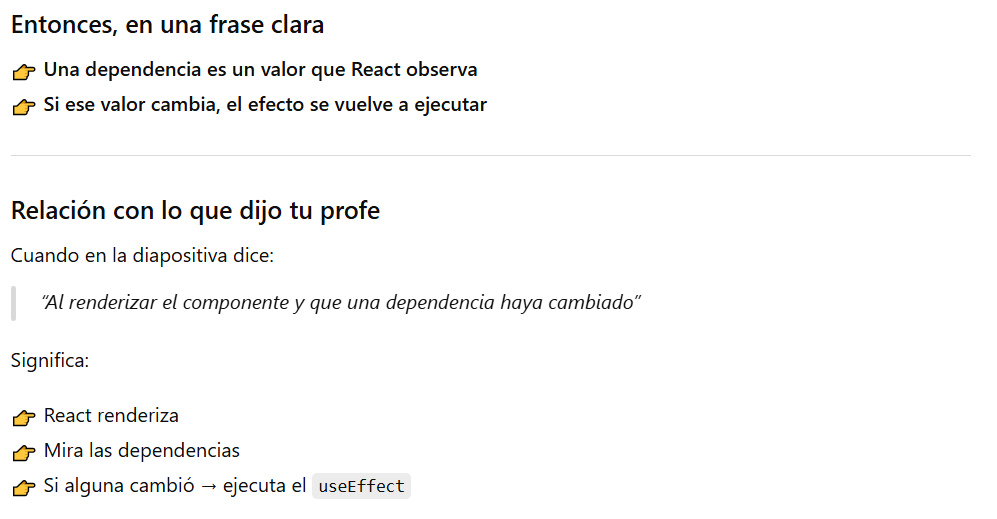 Entonces, en una frase clara
👉 Una dependencia es un valor que React observa
👉 Si ese valor cambia, el efecto se vuelve a ejecutar
Relación con lo que dijo tu profe
Cuando en la diapositiva dice:
“Al renderizar el componente y que una dependencia haya cambiado”
Significa:
👉 React renderiza
👉 Mira las dependencias
👉 Si alguna cambió → ejecuta el useEffect